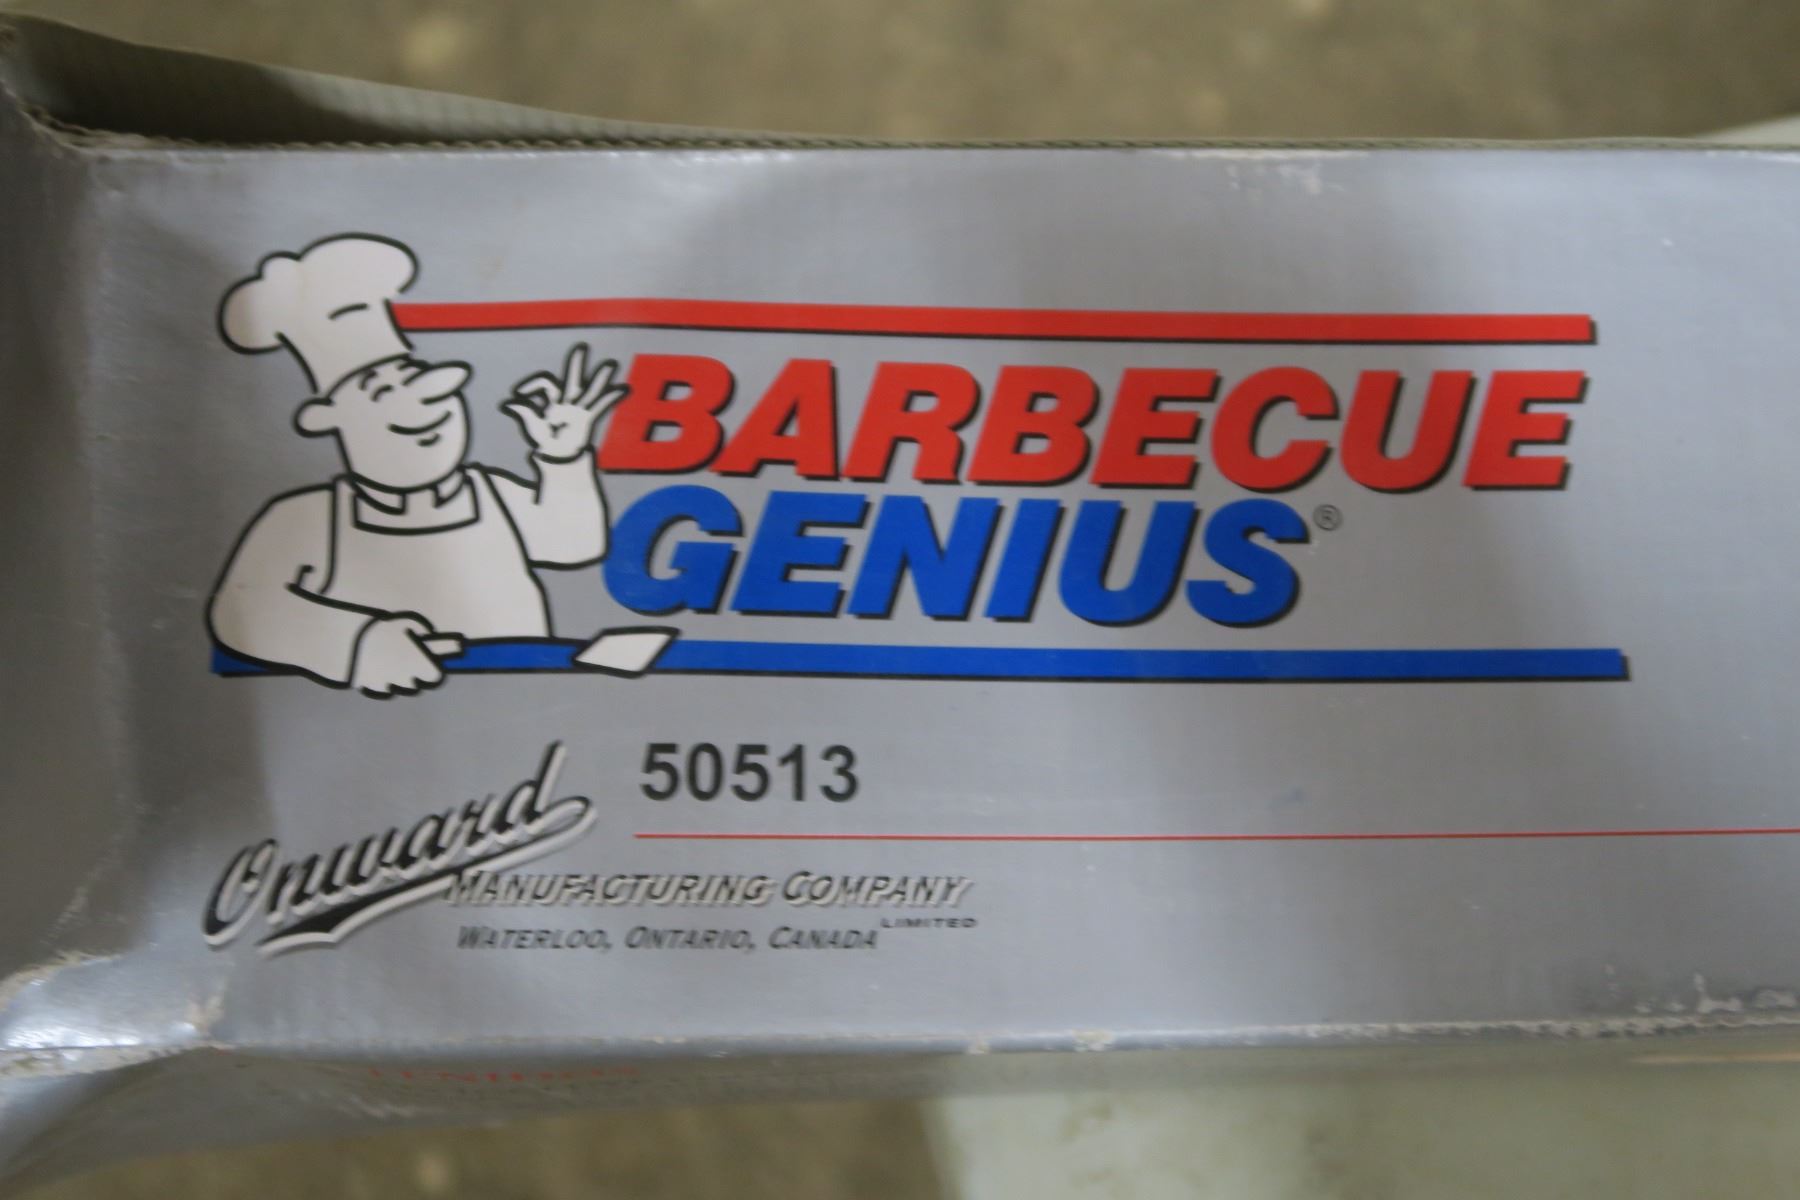 BARBECUE
GENIUS®
50513
Onward
MANUFACTURING COMPANY
LIMITED
WATERLOO, ONTARIO, CANADA